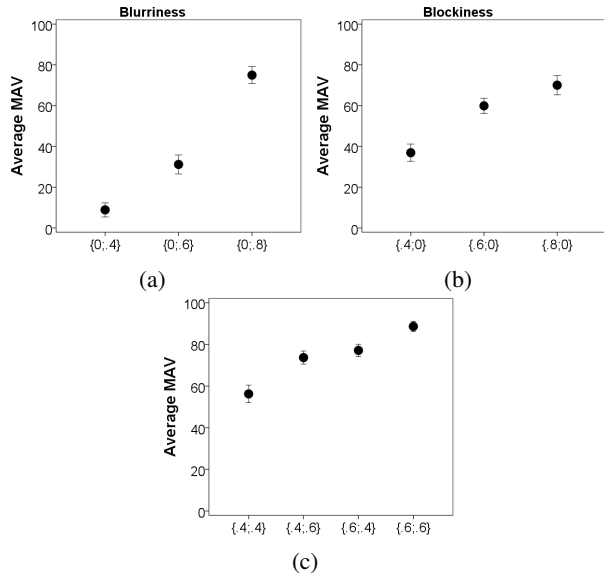 Blurriness
Average MAV
100
80
60
40
20
0
{0;.4} {0;.6} {0;.8}
(a)
Blockiness
Average MAV
100
80
60
40
20
0
{.4;0} {.6;0} {.8;0}
(b)
Average MAV
100
80
60
40
20
0
{.4;.4} {.4;.6} {.6;.4} {.6;.6}
(c)